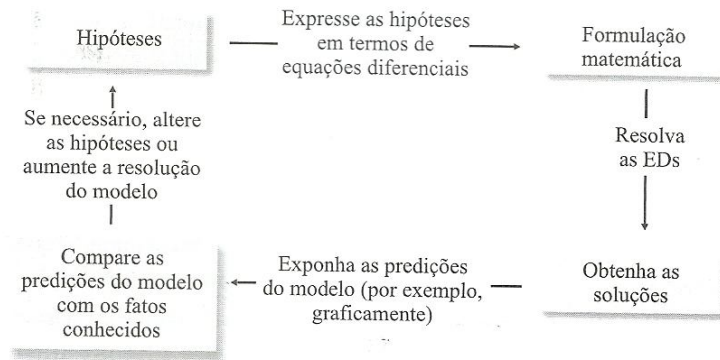 Hipóteses
Expresse as hipóteses
em termos de
equações diferenciais
Formulação
matemática
Resolva
as EDs
Obtenha as
soluções
Exponha as predições
do modelo (por exemplo,
graficamente)
Compare as
predições do modelo
com os fatos
conhecidos
Se necessário, altere
as hipóteses ou
aumente a resolução
do modelo